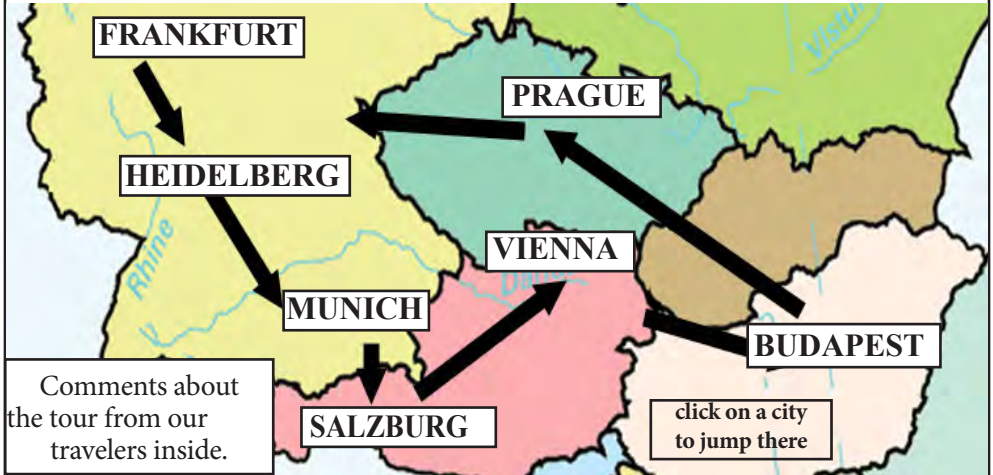 FRANKFURT
Vistul
PRAGUE
HEIDELBERG
Rhine
VIENNA
MUNICH
BUDAPEST
Comments about
the tour from our
travelers inside.
SALZBURG
click on a city
to jump there